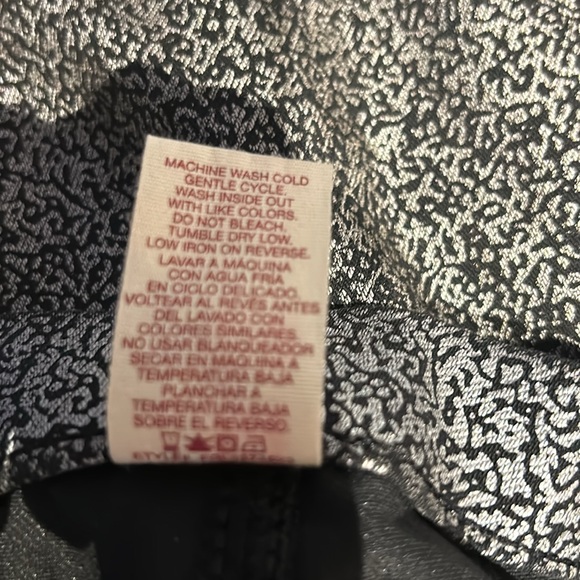 MACHINE WASH COLD
GENTLE CYCLE.
WASH INSIDE OUT
WITH LIKE COLORS.
DO NOT BLEACH.
TUMBLE DRY LOW.
LOW IRON ON REVERSE.
LAVAR A MÁQUINA
CON AGUA FRÍA
EN CICLO DELICADO.
VOLTEAR AL REVÉS ANTES
DEL LAVADO CON
COLORES SIMILARES.
NO USAR BLANQUEADOR
SECAR EN MAQUINA A
TEMPERATURA BAJA
PLANCHAR A
TEMPERATURA BAJA
SOBRE EL REVERSO.